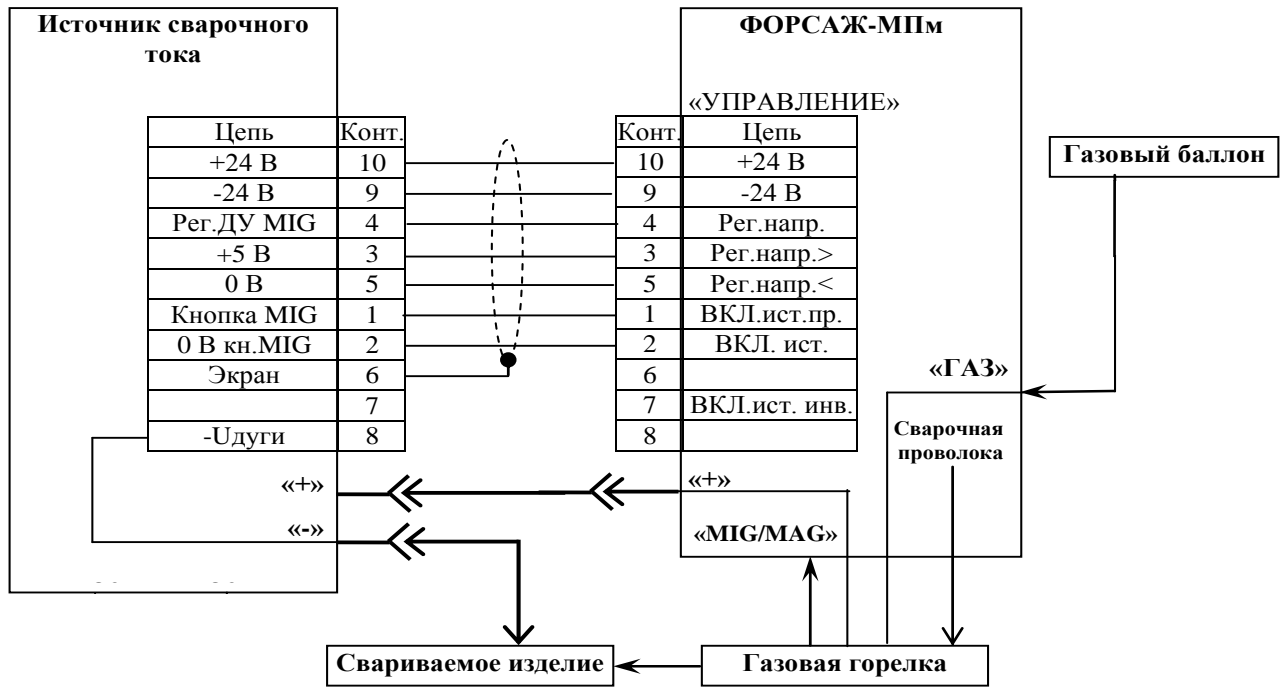 Источник сварочного
тока
ФОРСАЖ-МПм
«УПРАВЛЕНИЕ»
Цепь Конт.
+24 В 10
-24 В 9
Рег.ДУ MIG 4
+5 В 3
0 В 5
Кнопка MIG 1
0 В кн.MIG 2
Экран 6
7
-Uдуги 8
Конт. Цепь
10 +24 В
9 -24 В
4 Рег.напр.
3 Рег.напр.>
5 Рег.напр.<
1 ВКЛ.ист.пр.
2 ВКЛ. ист.
6
7 ВКЛ.ист. инв.
8
Газовый баллон
«ГАЗ»
Сварочная
проволока
«+»
«-»
«+»
«MIG/MAG»
Свариваемое изделие
Газовая горелка